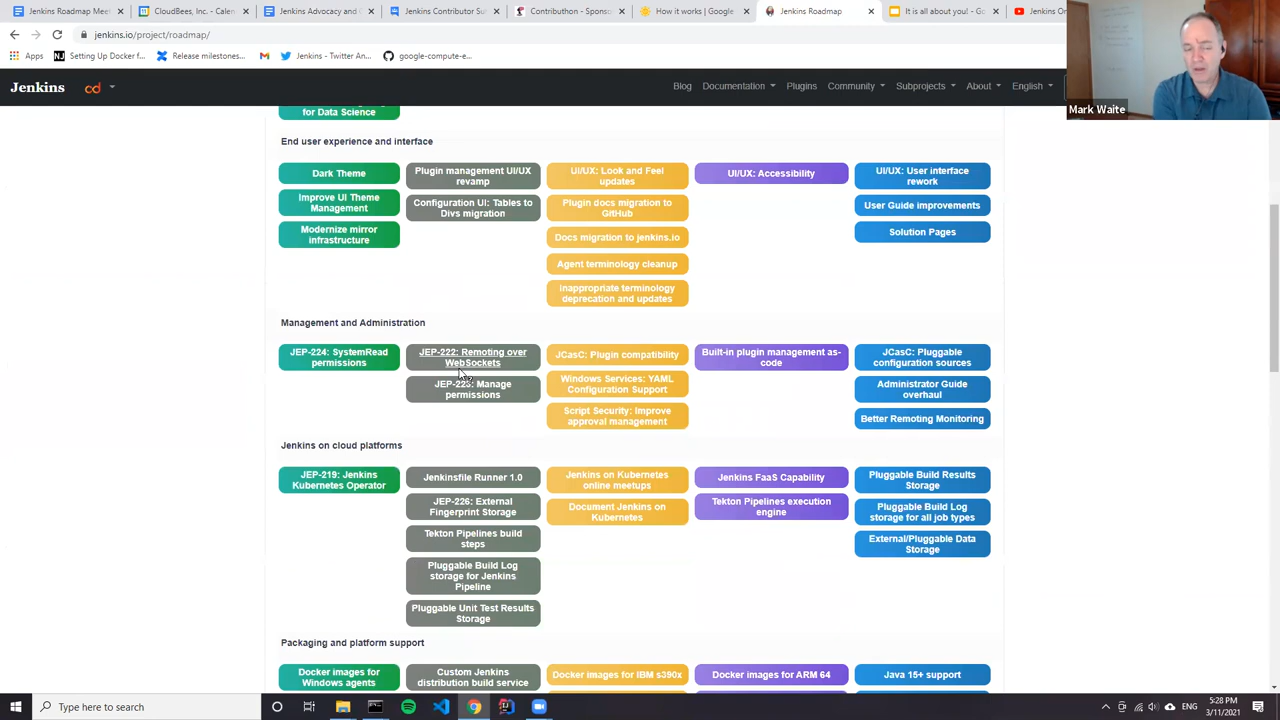 Jenkins Roadmap Mee
CloudBees, Inc. - Calen
Jenkins Advocacy and C
Jenkins Contributor Su
Contributhon - Sponso
How it works | Google
Jenkins Roadmap
It is all about you! - Go
Jenkins On
jenkins.io/project/roadmap/
Apps
Setting Up Docker f...
Release milestones...
Jenkins - Twitter An...
google-compute-e...
Jenkins
cd
Blog
Documentation
Plugins
Community
Subprojects
About
English
Mark Waite
for Data Science
End user experience and interface
Dark Theme
Plugin management UI/UX
revamp
UI/UX: Look and Feel
updates
UI/UX: Accessibility
UI/UX: User interface
rework
Improve UI Theme
Management
Configuration UI: Tables to
Divs migration
Plugin docs migration to
GitHub
User Guide improvements
Modernize mirror
infrastructure
Docs migration to jenkins.io
Solution Pages
Agent terminology cleanup
Inappropriate terminology
deprecation and updates
Management and Administration
JEP-224: SystemRead
permissions
JEP-222: Remoting over
WebSockets
JCasC: Plugin compatibility
Built-in plugin management as-
code
JCasC: Pluggable
configuration sources
JEP-223: Manage
permissions
Windows Services: YAML
Configuration Support
Administrator Guide
overhaul
Script Security: Improve
approval management
Better Remoting Monitoring
Jenkins on cloud platforms
JEP-219: Jenkins
Kubernetes Operator
Jenkinsfile Runner 1.0
Jenkins on Kubernetes
online meetups
Jenkins FaaS Capability
Pluggable Build Results
Storage
JEP-226: External
Fingerprint Storage
Document Jenkins on
Kubernetes
Tekton Pipelines execution
engine
Pluggable Build Log
storage for all job types
Tekton Pipelines build
steps
External/Pluggable Data
Storage
Pluggable Build Log
storage for Jenkins
Pipeline
Pluggable Unit Test Results
Storage
Packaging and platform support
Docker images for
Windows agents
Custom Jenkins
distribution build service
Docker images for IBM s390x
Docker images for ARM 64
Java 15+ support
Type here to search
5:28 PM
3/11/2021